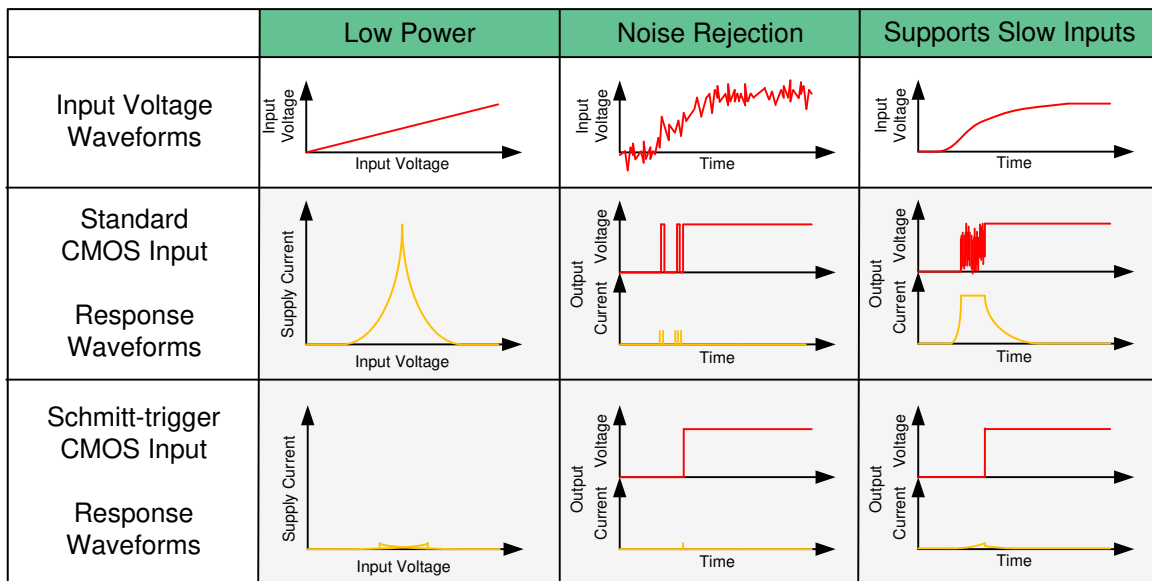 Low Power
Noise Rejection
Supports Slow Inputs
Input Voltage
Waveforms
Input
Voltage
Input Voltage
Input
Voltage
Time
Input
Voltage
Time
Standard
CMOS Input
Response
Waveforms
Supply Current
Input Voltage
Output
Voltage
Current
Time
Output
Voltage
Current
Time
Schmitt-trigger
CMOS Input
Response
Waveforms
Supply Current
Input Voltage
Output
Voltage
Current
Time
Output
Voltage
Current
Time